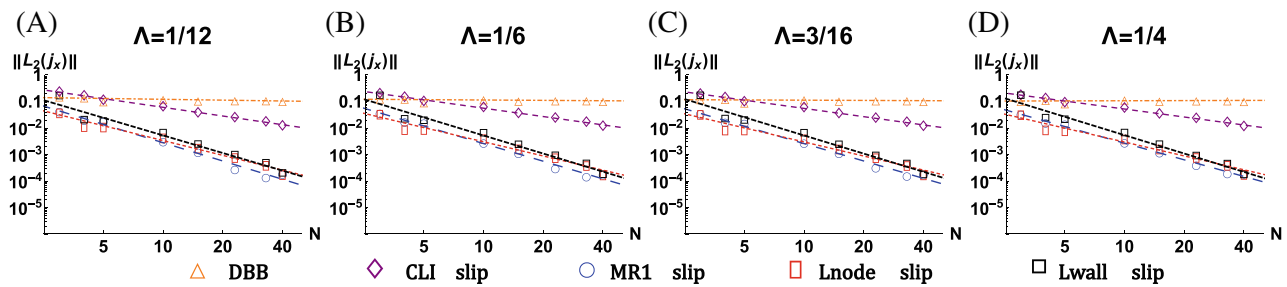 (A) (B) (C) (D)
Λ=1/12 Λ=1/6 Λ=3/16 Λ=1/4
||L₂(jₓ)|| ||L₂(jₓ)|| ||L₂(jₓ)|| ||L₂(jₓ)||
1 1 1 1
0.1 0.1 0.1 0.1
10⁻² 10⁻² 10⁻² 10⁻²
10⁻³ 10⁻³ 10⁻³ 10⁻³
10⁻⁴ 10⁻⁴ 10⁻⁴ 10⁻⁴
10⁻⁵ 10⁻⁵ 10⁻⁵ 10⁻⁵
N N N N
5 10 20 40 5 10 20 40 5 10 20 40 5 10 20 40
DBB CLI slip MR1 slip Lnode slip Lwall slip